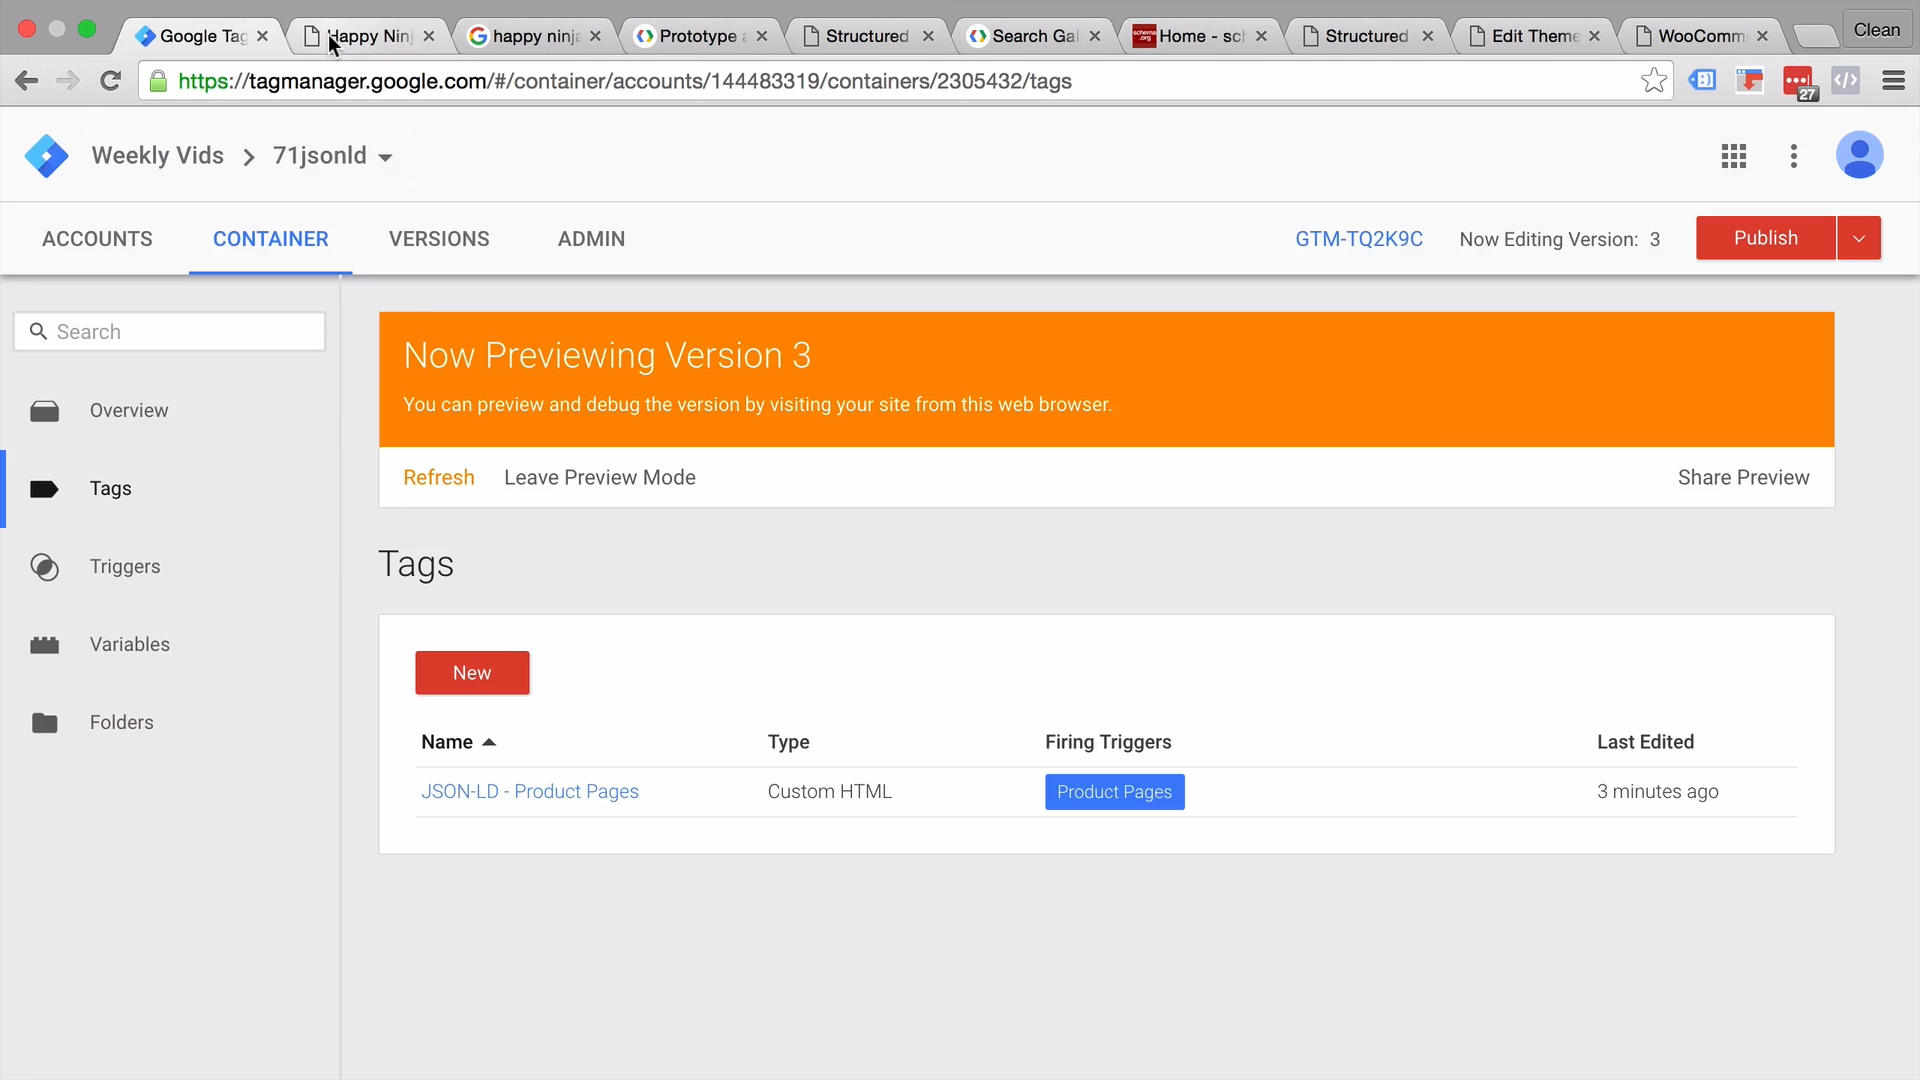 Google Tag
Happy Ninj
happy ninja
Prototype a
Structured
Search Gal
Home - sch
Structured
Edit Theme
WooComm
Clean
https://tagmanager.google.com/#/container/accounts/144483319/containers/2305432/tags
27
Weekly Vids > 71jsonld
ACCOUNTS CONTAINER VERSIONS ADMIN
GTM-TQ2K9C Now Editing Version: 3 Publish
Search
Overview
Tags
Triggers
Variables
Folders
Now Previewing Version 3
You can preview and debug the version by visiting your site from this web browser.
Refresh Leave Preview Mode Share Preview
Tags
New
Name Type Firing Triggers Last Edited
JSON-LD - Product Pages Custom HTML Product Pages 3 minutes ago